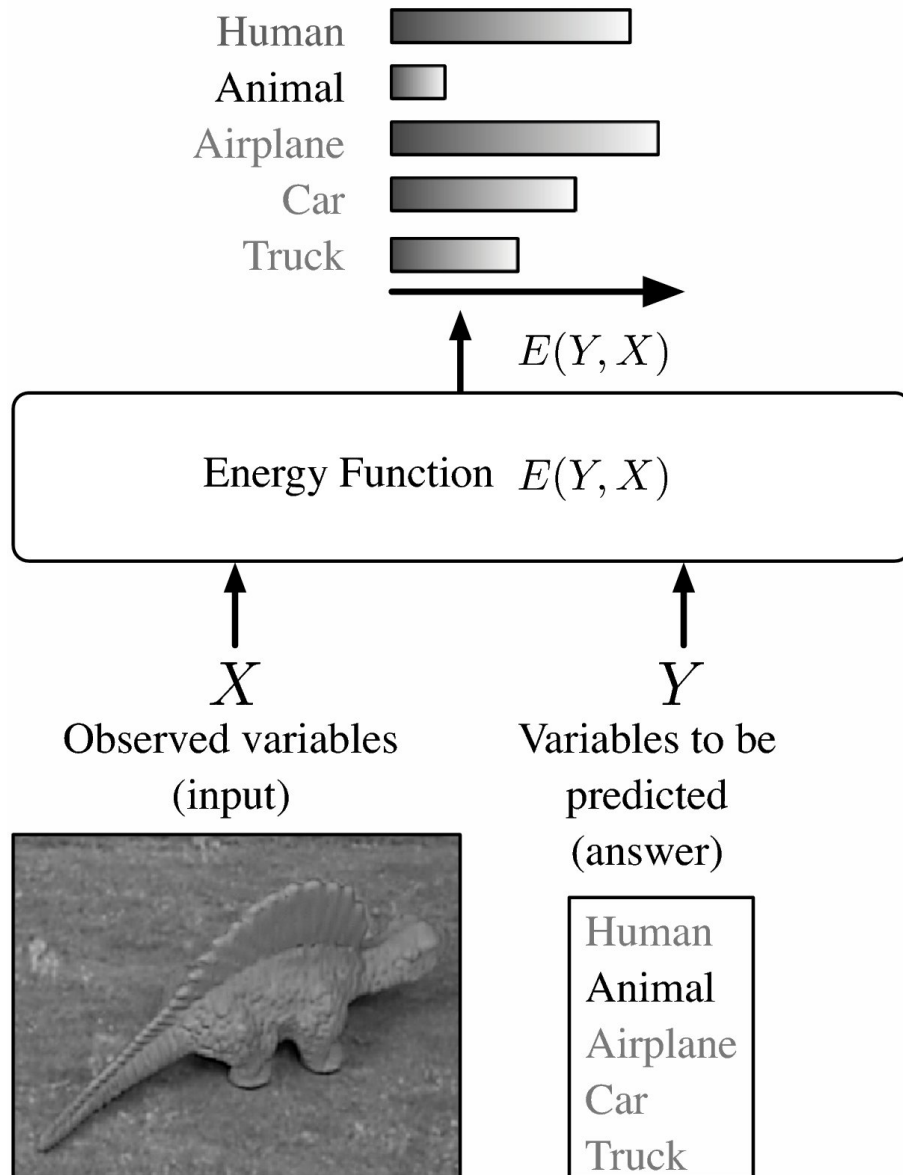 Human
Animal
Airplane
Car
Truck
E(Y, X)
Energy Function E(Y, X)
X
Observed variables
(input)
Y
Variables to be
predicted
(answer)
Human
Animal
Airplane
Car
Truck